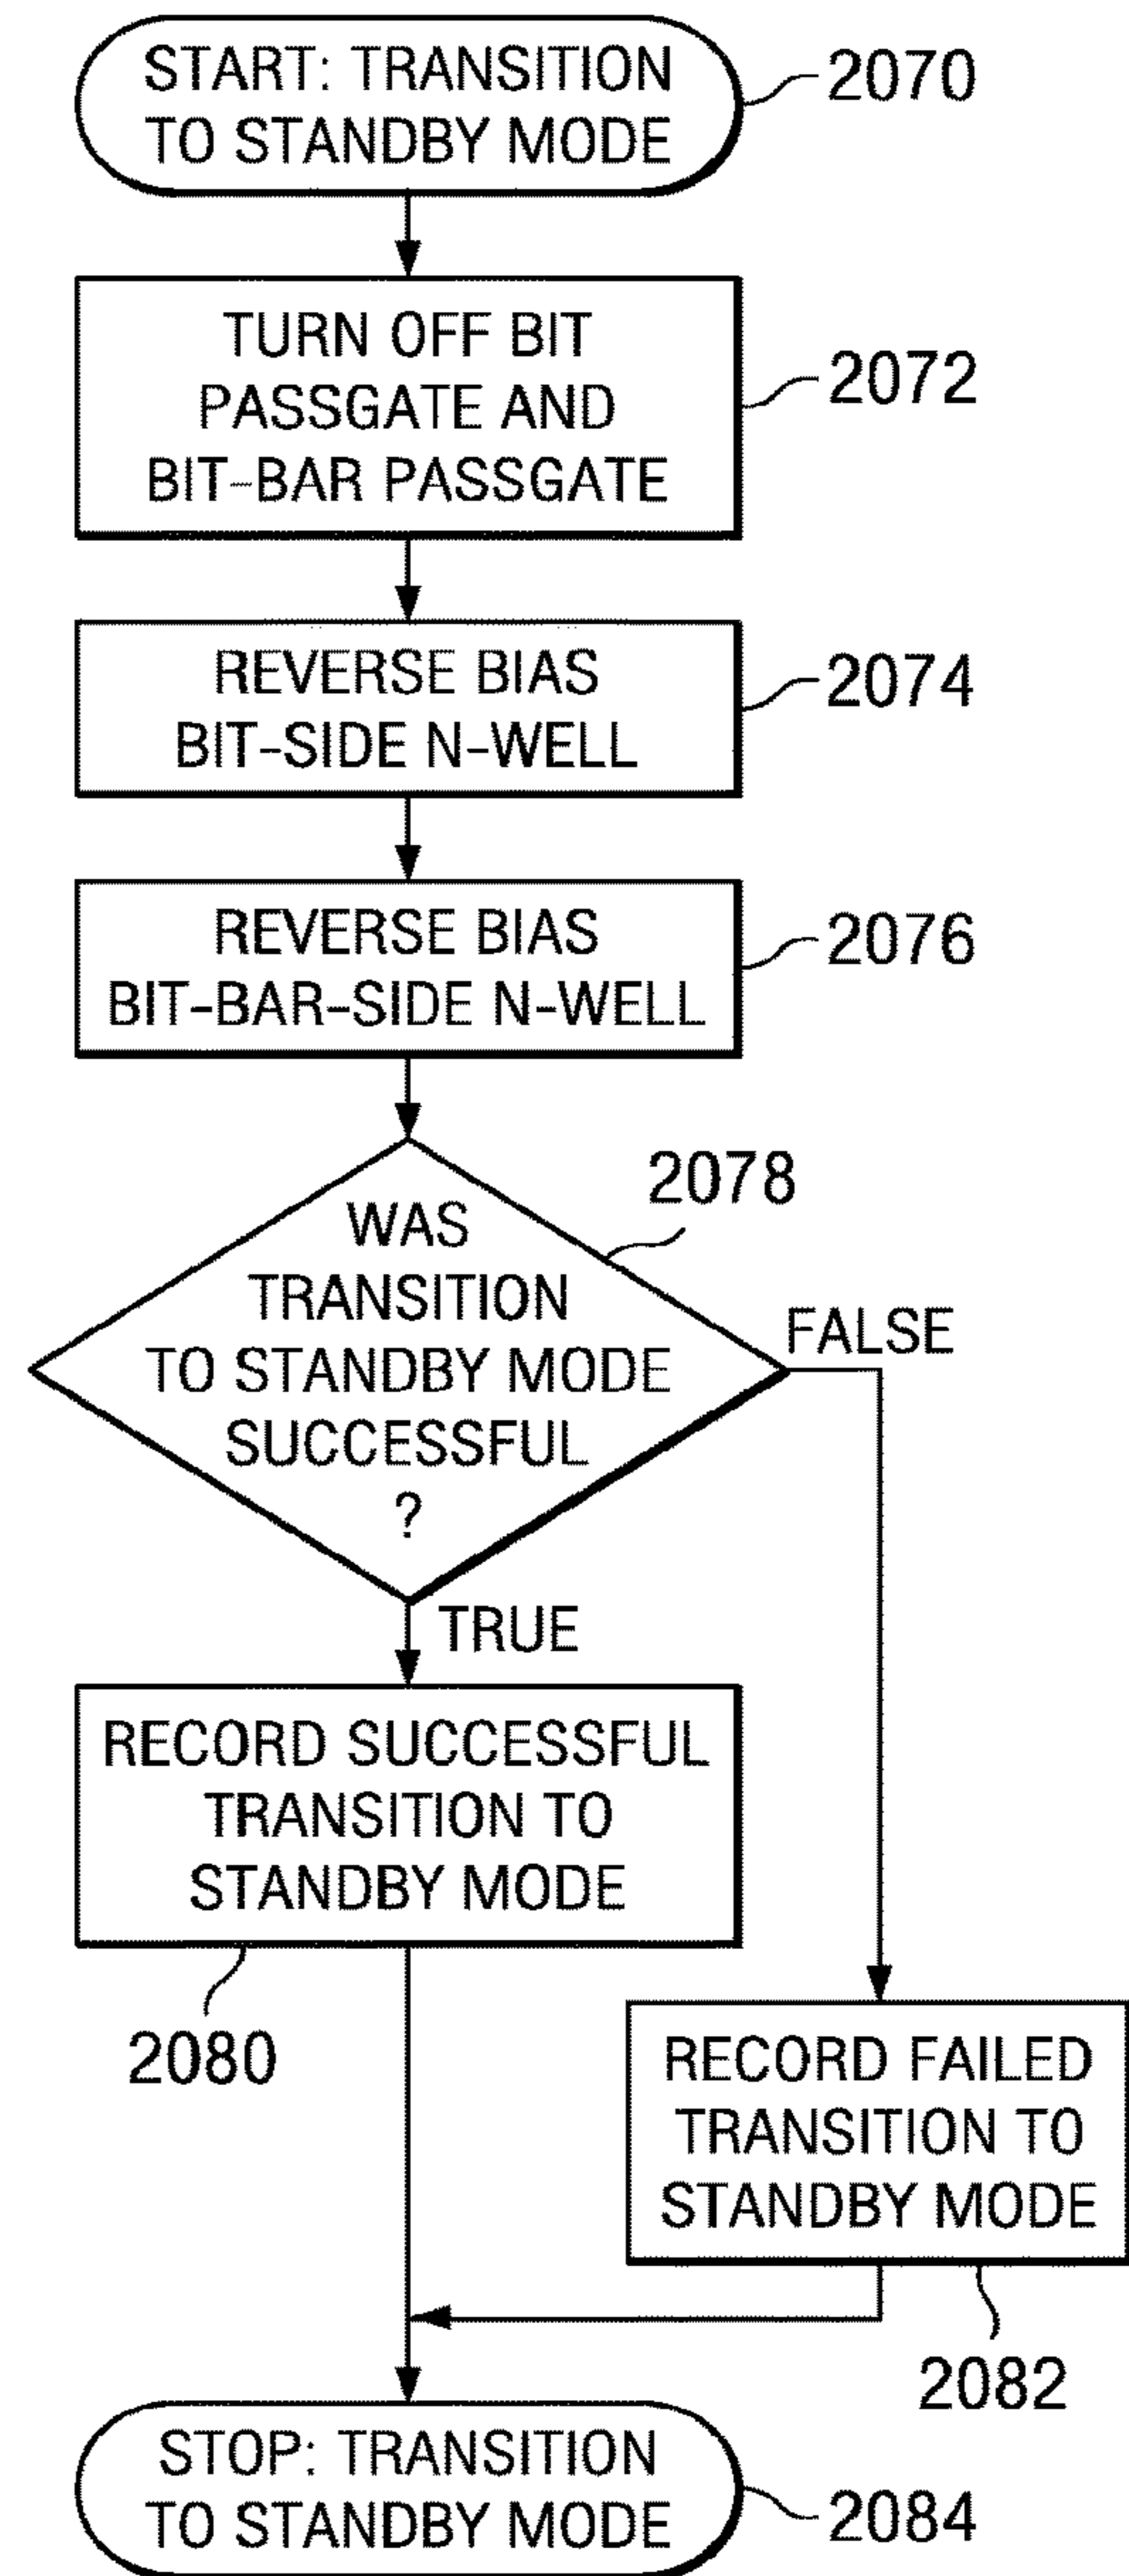 START: TRANSITION
TO STANDBY MODE
2070
TURN OFF BIT
PASSGATE AND
BIT-BAR PASSGATE
2072
REVERSE BIAS
BIT-SIDE N-WELL
2074
REVERSE BIAS
BIT-BAR-SIDE N-WELL
2076
2078
WAS
TRANSITION
TO STANDBY MODE
SUCCESSFUL
?
FALSE
TRUE
RECORD SUCCESSFUL
TRANSITION TO
STANDBY MODE
2080
RECORD FAILED
TRANSITION TO
STANDBY MODE
2082
STOP: TRANSITION
TO STANDBY MODE
2084